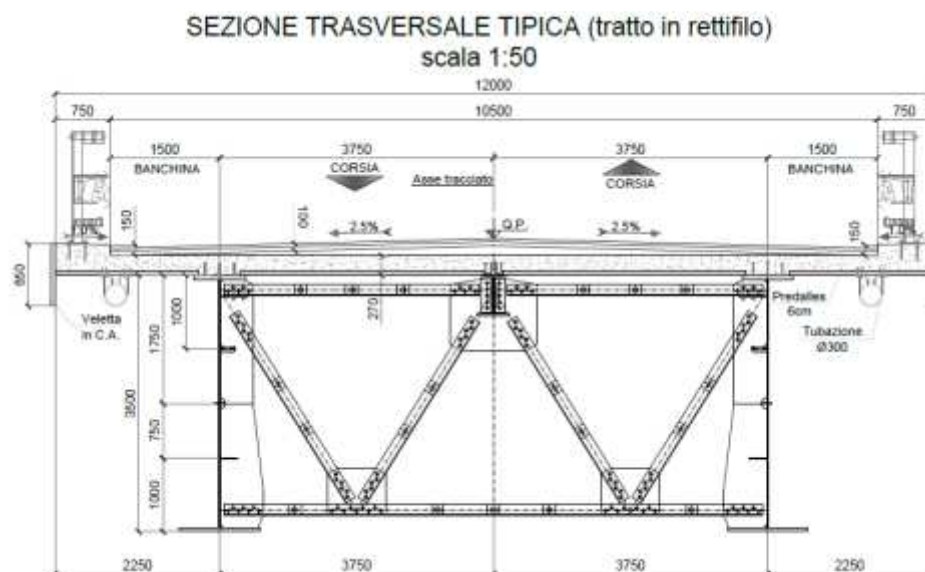 SEZIONE TRASVERSALE TIPICA (tratto in rettifilo)
scala 1:50
12000
750
10500
750
1500
3750
3750
1500
BANCHINA
CORSIA
Asse tracciato
CORSIA
BANCHINA
150
100
2.5%
Q.P.
2.5%
150
850
Veletta
in C.A.
1000
270
Predalles
6cm
Tubazione
Ø300
1750
3500
750
1000
2250
3750
3750
2250